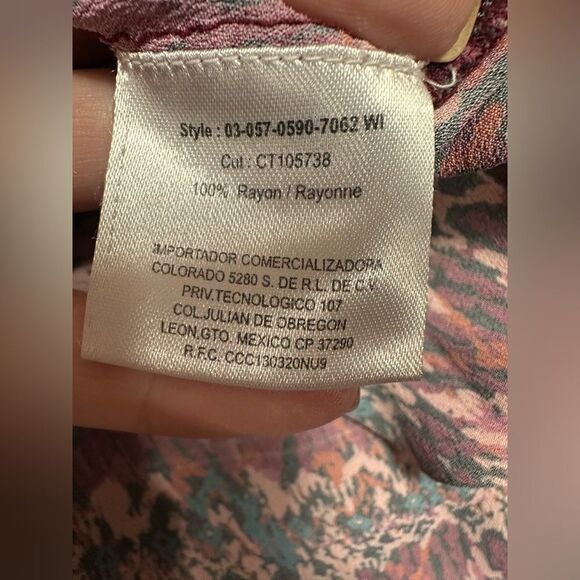 Style : 03-057-0590-7062 WI
Cut : CT105738
100% Rayon / Rayonne
IMPORTADOR COMERCIALIZADORA
COLORADO 5280 S. DE R.L. DE C.V.
PRIV.TECNOLOGICO 107
COL.JULIAN DE OBREGON
LEON.GTO. MEXICO CP 37290
R.F.C. CCC130320NU9